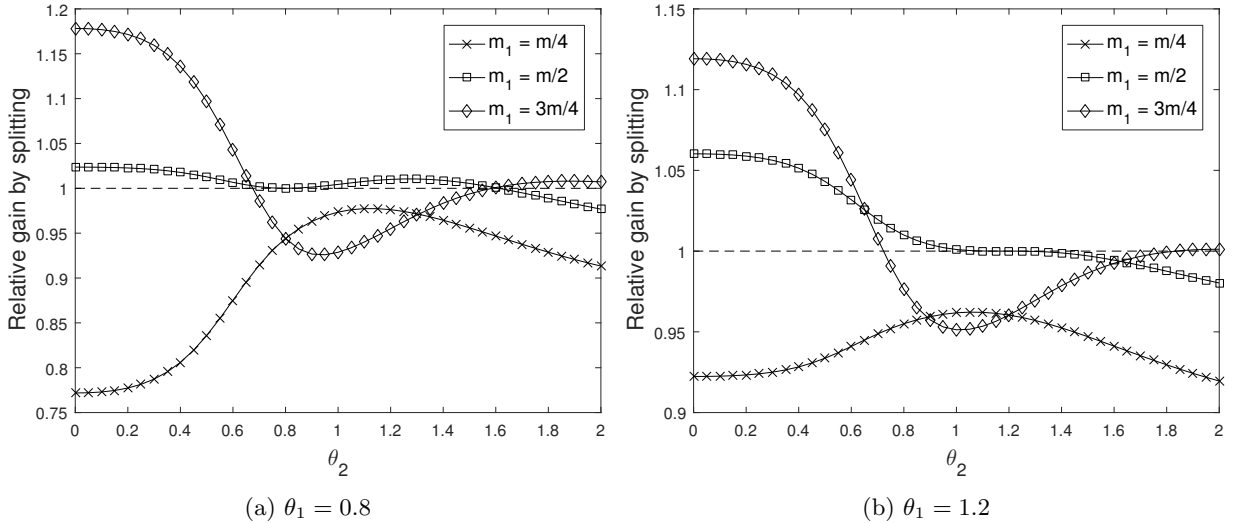 Relative gain by splitting
1.2
1.15
1.1
1.05
1
0.95
0.9
0.85
0.8
0.75
0 0.2 0.4 0.6 0.8 1 1.2 1.4 1.6 1.8 2
θ2
m1 = m/4
m1 = m/2
m1 = 3m/4
(a) θ1 = 0.8
Relative gain by splitting
1.15
1.1
1.05
1
0.95
0.9
0 0.2 0.4 0.6 0.8 1 1.2 1.4 1.6 1.8 2
θ2
m1 = m/4
m1 = m/2
m1 = 3m/4
(b) θ1 = 1.2